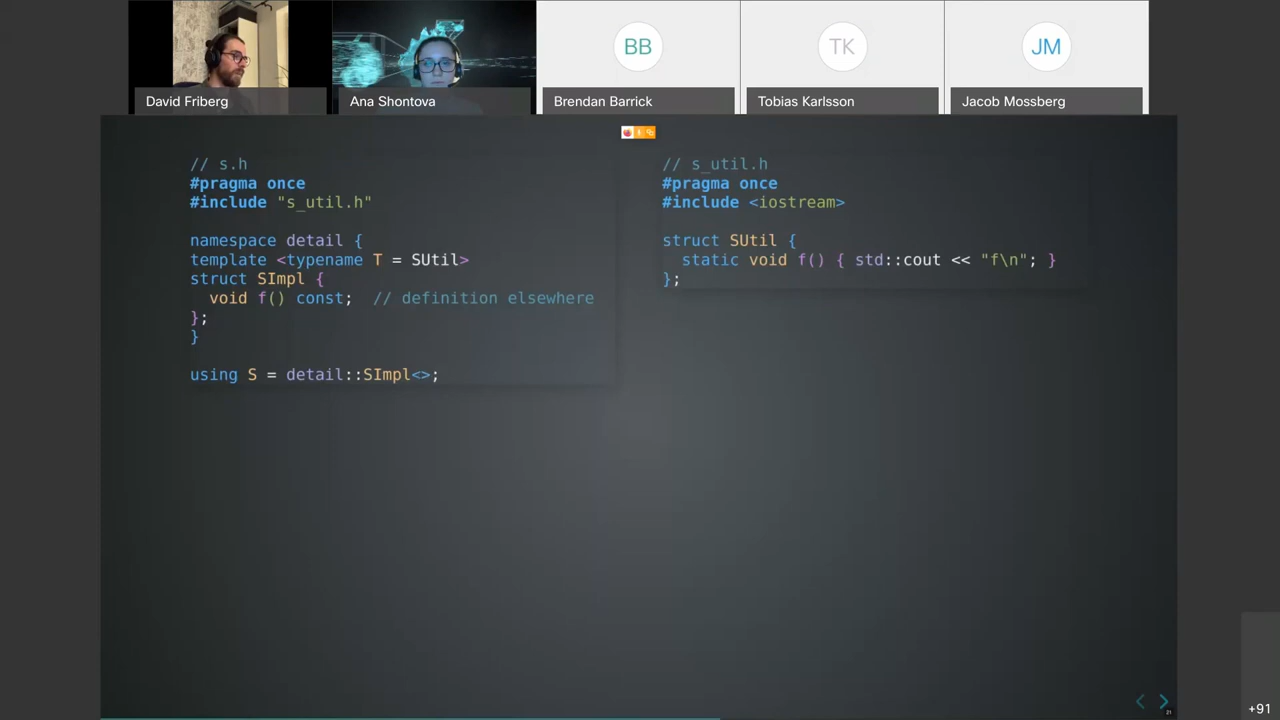 David Friberg
Ana Shontova
BB
Brendan Barrick
TK
Tobias Karlsson
JM
Jacob Mossberg
// s.h
#pragma once
#include "s_util.h"

namespace detail {
template <typename T = SUtil>
struct SImpl {
  void f() const;  // definition elsewhere
};
}

using S = detail::SImpl<>;
// s_util.h
#pragma once
#include <iostream>

struct SUtil {
  static void f() { std::cout << "f\n"; }
};
21
+91